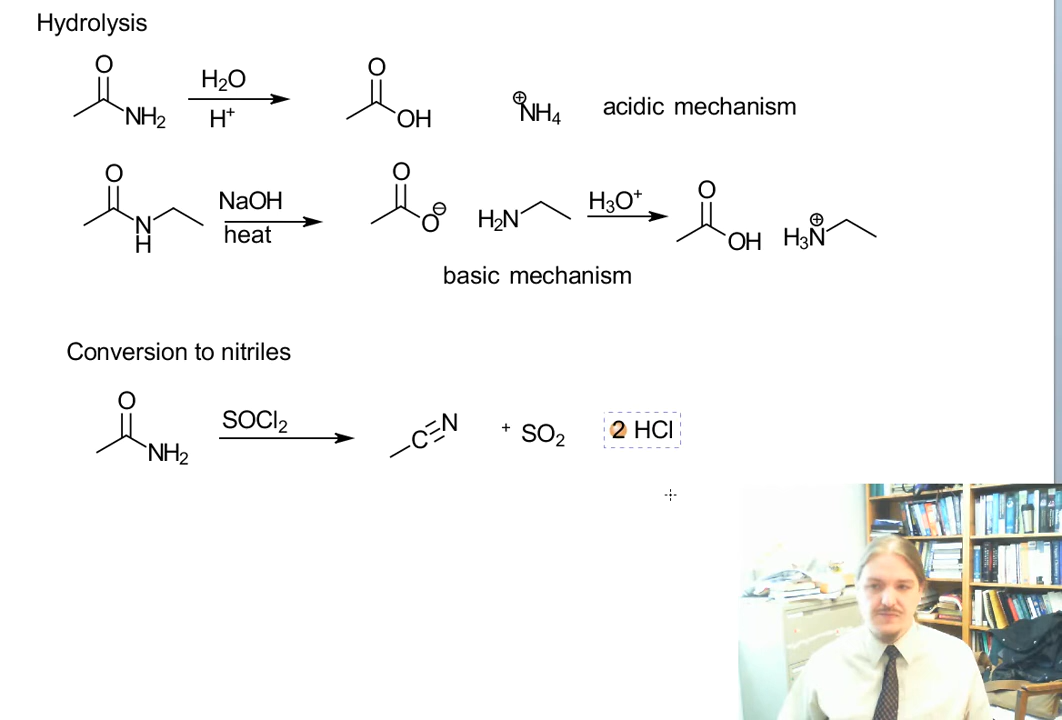 Hydrolysis
O
NH₂
H₂O
H⁺
O
OH
⊕NH₄
acidic mechanism
O
N
H
NaOH
heat
O
O⊖
H₂N
H₃O⁺
O
OH
H₃N⊕
basic mechanism
Conversion to nitriles
O
NH₂
SOCl₂
C N
+ SO₂
2 HCl